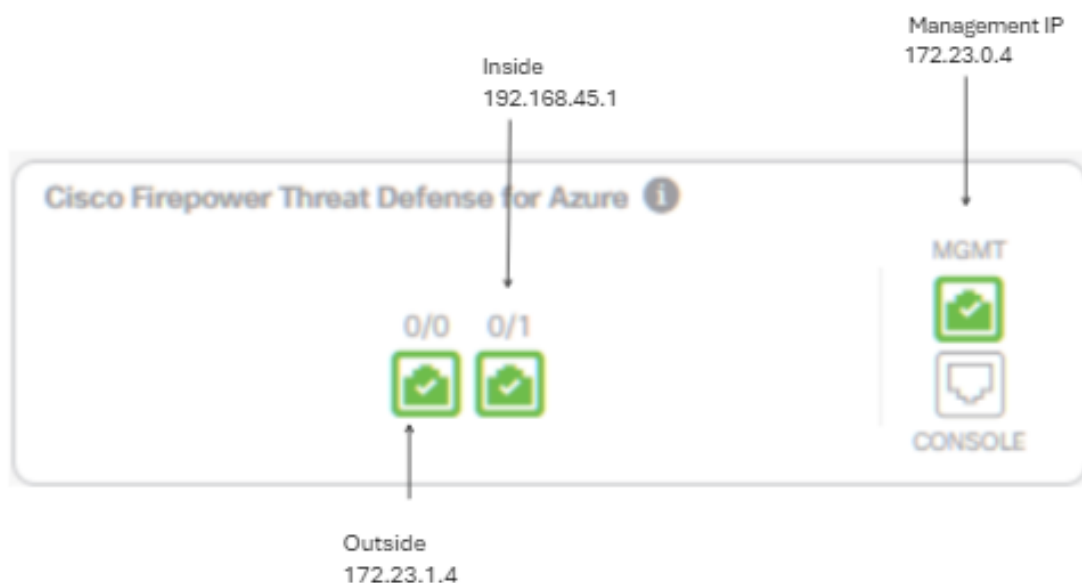 Management IP
172.23.0.4
Inside
192.168.45.1
Cisco Firepower Threat Defense for Azure
MGMT
0/0 0/1
CONSOLE
Outside
172.23.1.4